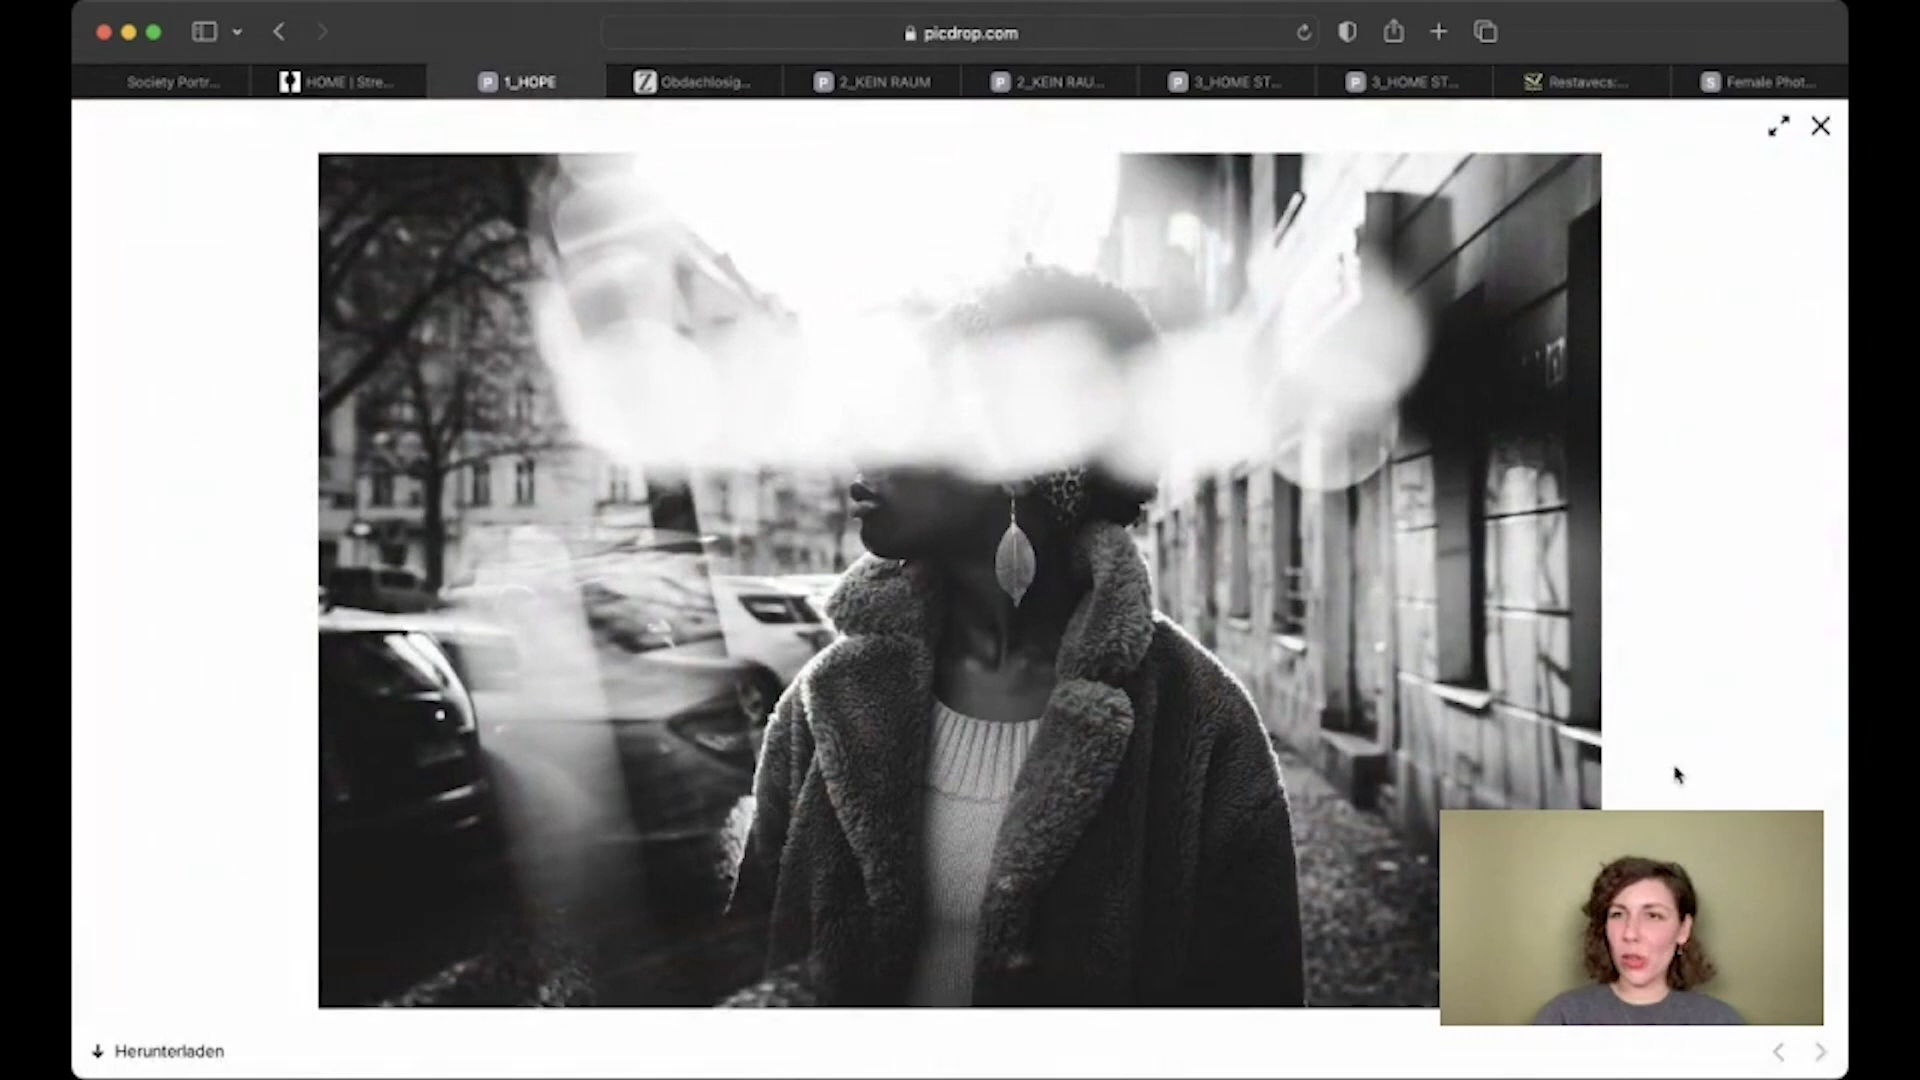 picdrop.com
Society Portr...
HOME | Stre...
P 1_HOPE
Z Obdachlosig...
P 2_KEIN RAUM
P 2_KEIN RAU...
P 3_HOME ST...
P 3_HOME ST...
SZ Restavecs:...
S Female Phot...
Herunterladen